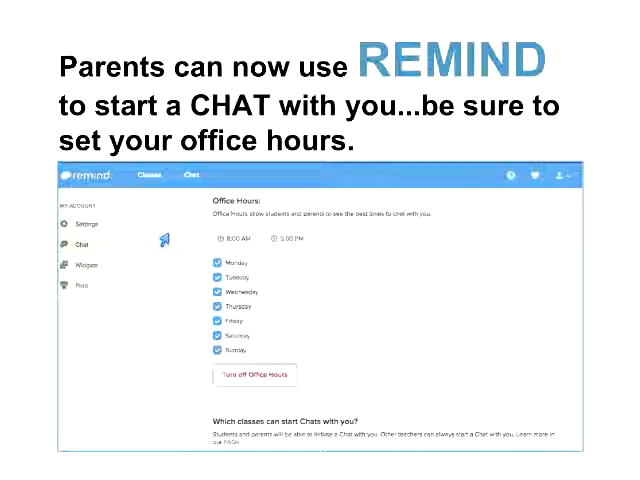 Parents can now use REMIND
to start a CHAT with you...be sure to
set your office hours.
remind Classes Chat
MY ACCOUNT
Settings
Chat
Widgets
Print
Office Hours:
Office Hours allow students and parents to see the best times to chat with you.
8:00 AM 5:00 PM
Monday
Tuesday
Wednesday
Thursday
Friday
Saturday
Sunday
Turn off Office Hours
Which classes can start Chats with you?
Students and parents will be able to initiate a Chat with you. Other teachers can always start a Chat with you. Learn more in
our FAQs